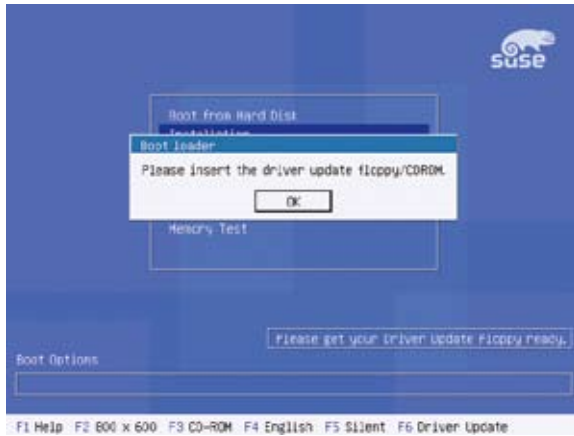 suse
Boot from Hard Disk
Installation
Boot loader
Please insert the driver update floppy/CDROM.
OK
Memory Test
Please get your Driver Update Floppy ready.
Boot Options
F1 Help F2 800 x 600 F3 CD-ROM F4 English F5 Silent F6 Driver Update